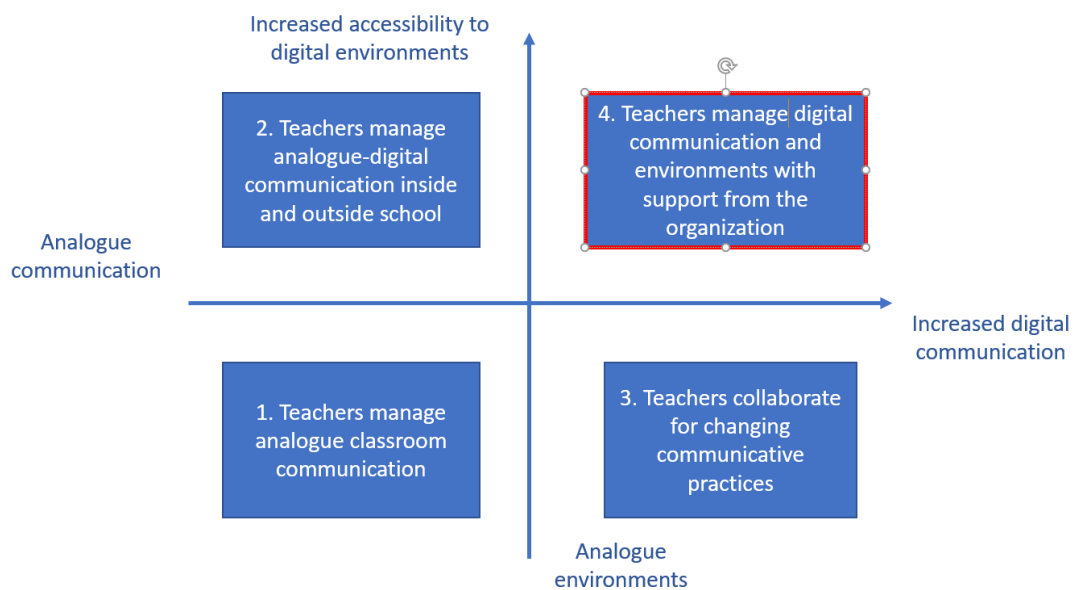 Increased accessibility to
digital environments
2. Teachers manage
analogue-digital
communication inside
and outside school
4. Teachers manage digital
communication and
environments with
support from the
organization
Analogue
communication
Increased digital
communication
1. Teachers manage
analogue classroom
communication
3. Teachers collaborate
for changing
communicative
practices
Analogue
environments